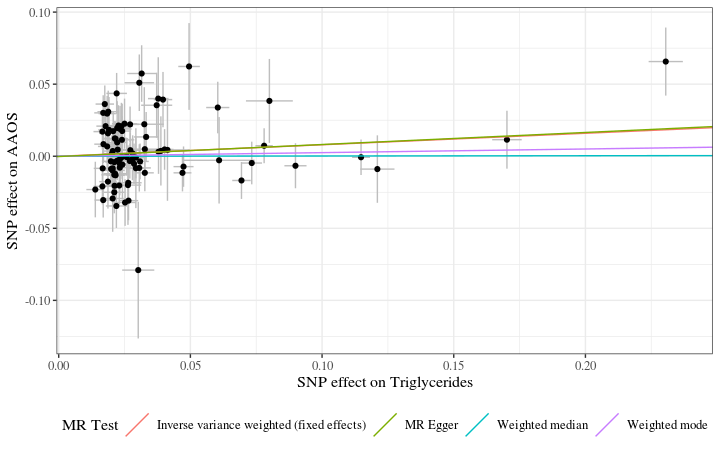 0.10
0.05
0.00
-0.05
-0.10
SNP effect on AAOS
0.00 0.05 0.10 0.15 0.20
SNP effect on Triglycerides
MR Test Inverse variance weighted (fixed effects) MR Egger Weighted median Weighted mode